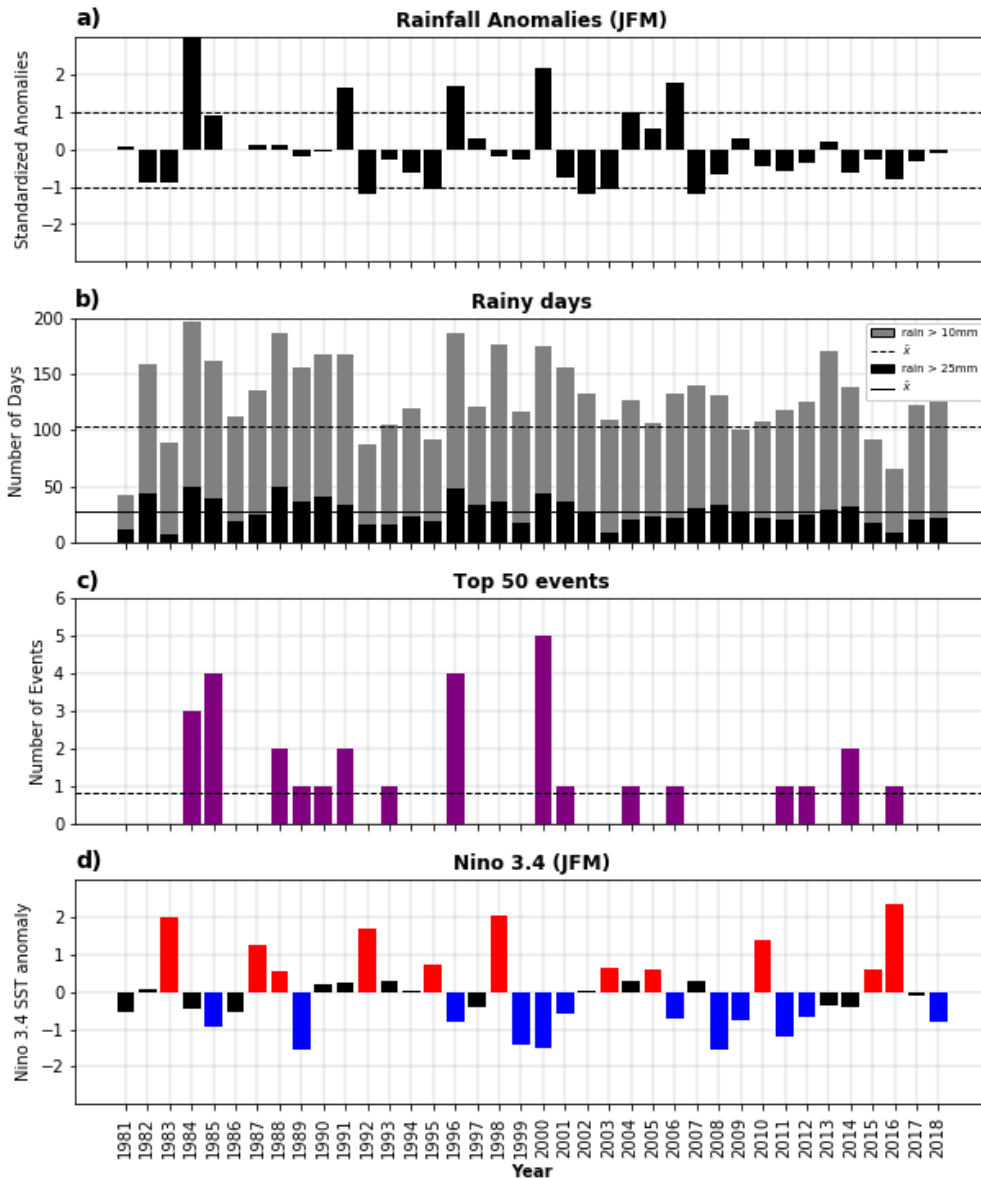 a) Rainfall Anomalies (JFM)
Standardized Anomalies
2
1
0
−1
−2
b) Rainy days
Number of Days
200
150
100
50
0
rain > 10mm
x̄
rain > 25mm
x̄
c) Top 50 events
Number of Events
6
5
4
3
2
1
0
d) Nino 3.4 (JFM)
Nino 3.4 SST anomaly
2
1
0
−1
−2
1981 1982 1983 1984 1985 1986 1987 1988 1989 1990 1991 1992 1993 1994 1995 1996 1997 1998 1999 2000 2001 2002 2003 2004 2005 2006 2007 2008 2009 2010 2011 2012 2013 2014 2015 2016 2017 2018
Year